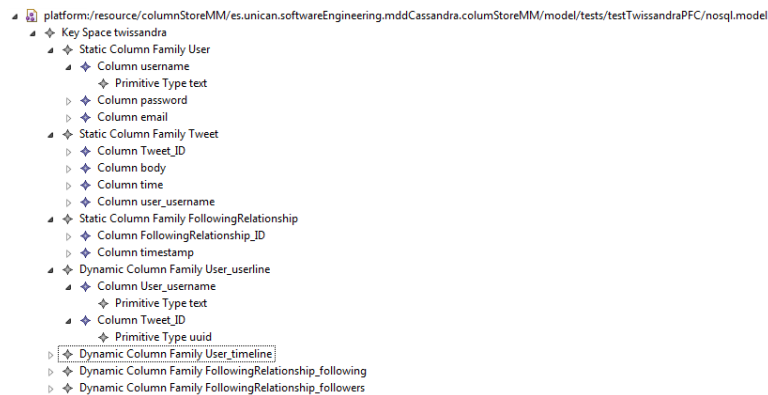 platform:/resource/columnStoreMM/es.unican.softwareEngineering.mddCassandra.columStoreMM/model/tests/testTwissandraPFC/nosql.model
Key Space twissandra
Static Column Family User
Column username
Primitive Type text
Column password
Column email
Static Column Family Tweet
Column Tweet_ID
Column body
Column time
Column user_username
Static Column Family FollowingRelationship
Column FollowingRelationship_ID
Column timestamp
Dynamic Column Family User_userline
Column User_username
Primitive Type text
Column Tweet_ID
Primitive Type uuid
Dynamic Column Family User_timeline
Dynamic Column Family FollowingRelationship_following
Dynamic Column Family FollowingRelationship_followers